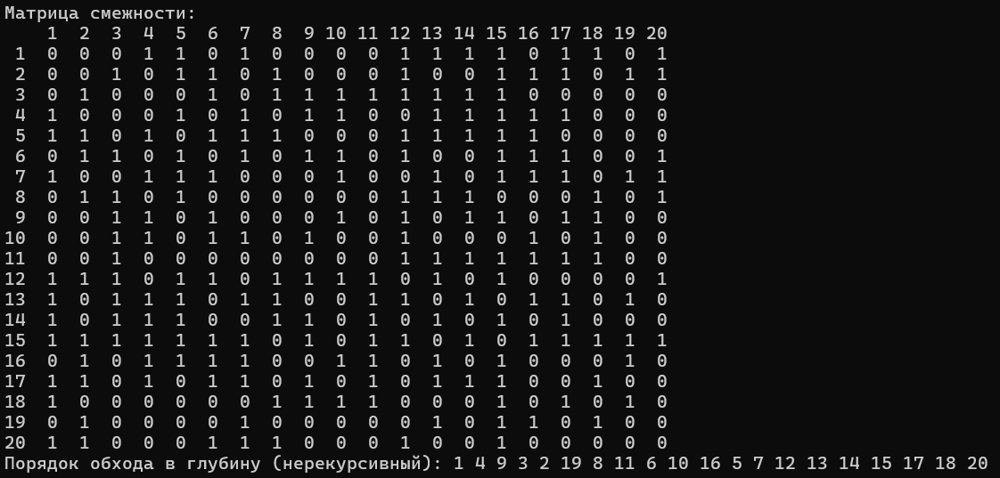 Матрица смежности:
1 2 3 4 5 6 7 8 9 10 11 12 13 14 15 16 17 18 19 20
1 0 0 0 1 1 0 1 0 0 0 0 1 1 1 1 0 1 1 0 1
2 0 0 1 0 1 1 0 1 0 0 0 1 0 0 1 1 1 0 1 1
3 0 1 0 0 0 1 0 1 1 1 1 1 1 1 1 0 0 0 0 0
4 1 0 0 0 1 0 1 0 1 1 0 0 1 1 1 1 1 0 0 0
5 1 1 0 1 0 1 1 1 0 0 0 1 1 1 1 1 0 0 0 0
6 0 1 1 0 1 0 1 0 1 1 0 1 0 0 1 1 1 0 0 1
7 1 0 0 1 1 1 0 0 0 1 0 0 1 0 1 1 1 0 1 1
8 0 1 1 0 1 0 0 0 0 0 0 1 1 1 0 0 0 1 0 1
9 0 0 1 1 0 1 0 0 0 1 0 1 0 1 1 0 1 1 0 0
10 0 0 1 1 0 1 1 0 1 0 0 1 0 0 0 1 0 1 0 0
11 0 0 1 0 0 0 0 0 0 0 0 1 1 1 1 1 1 1 0 0
12 1 1 1 0 1 1 0 1 1 1 1 0 1 0 1 0 0 0 0 1
13 1 0 1 1 1 0 1 1 0 0 1 1 0 1 0 1 1 0 1 0
14 1 0 1 1 1 0 0 1 1 0 1 0 1 0 1 0 1 0 0 0
15 1 1 1 1 1 1 1 0 1 0 1 1 0 1 0 1 1 1 1 1
16 0 1 0 1 1 1 1 0 0 1 1 0 1 0 1 0 0 0 1 0
17 1 1 0 1 0 1 1 0 1 0 1 0 1 1 1 0 0 1 0 0
18 1 0 0 0 0 0 0 1 1 1 1 0 0 0 1 0 1 0 1 0
19 0 1 0 0 0 0 1 0 0 0 0 0 1 0 1 1 0 1 0 0
20 1 1 0 0 0 1 1 1 0 0 0 1 0 0 1 0 0 0 0 0
Порядок обхода в глубину (нерекурсивный): 1 4 9 3 2 19 8 11 6 10 16 5 7 12 13 14 15 17 18 20